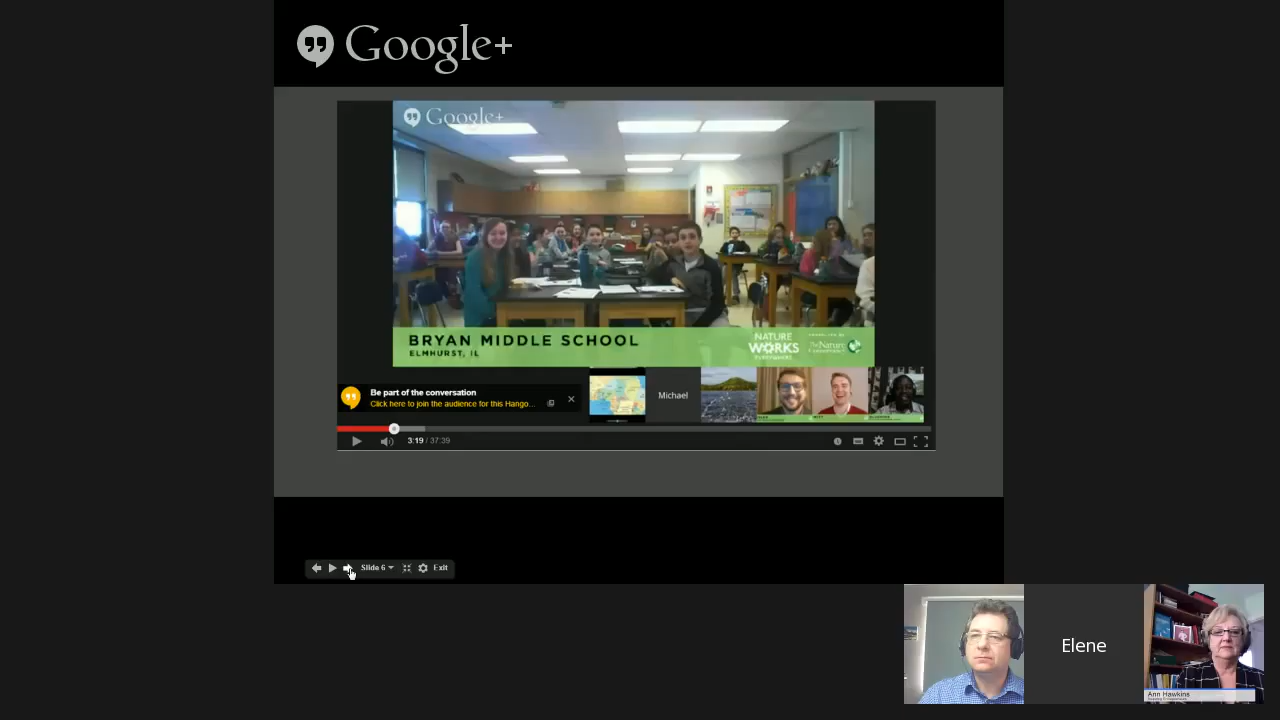 Google+
Google+
BRYAN MIDDLE SCHOOL
ELMHURST, IL
NATURE
WORKS
EVERYWHERE
The Nature
Conservancy
Be part of the conversation
Click here to join the audience for this Hango...
Michael
3:19 / 37:39
Slide 6
Exit
Elene
Ann Hawkins